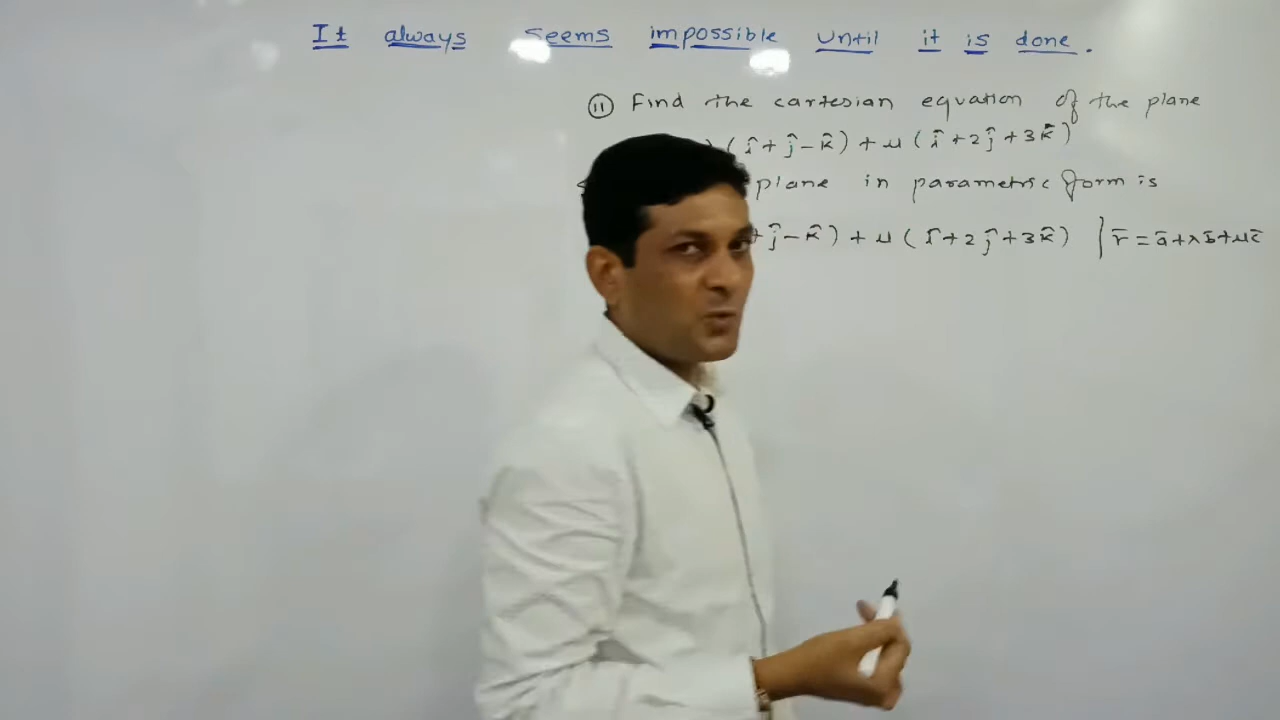 It always seems impossible until it is done.
(11) Find the cartesian equation of the plane
(î+ĵ-k̂)+μ(î+2ĵ+3k̂)
plane in parametric form is
+ĵ-k̂)+μ(î+2ĵ+3k̂) | r̄=ā+λb̄+μc̄